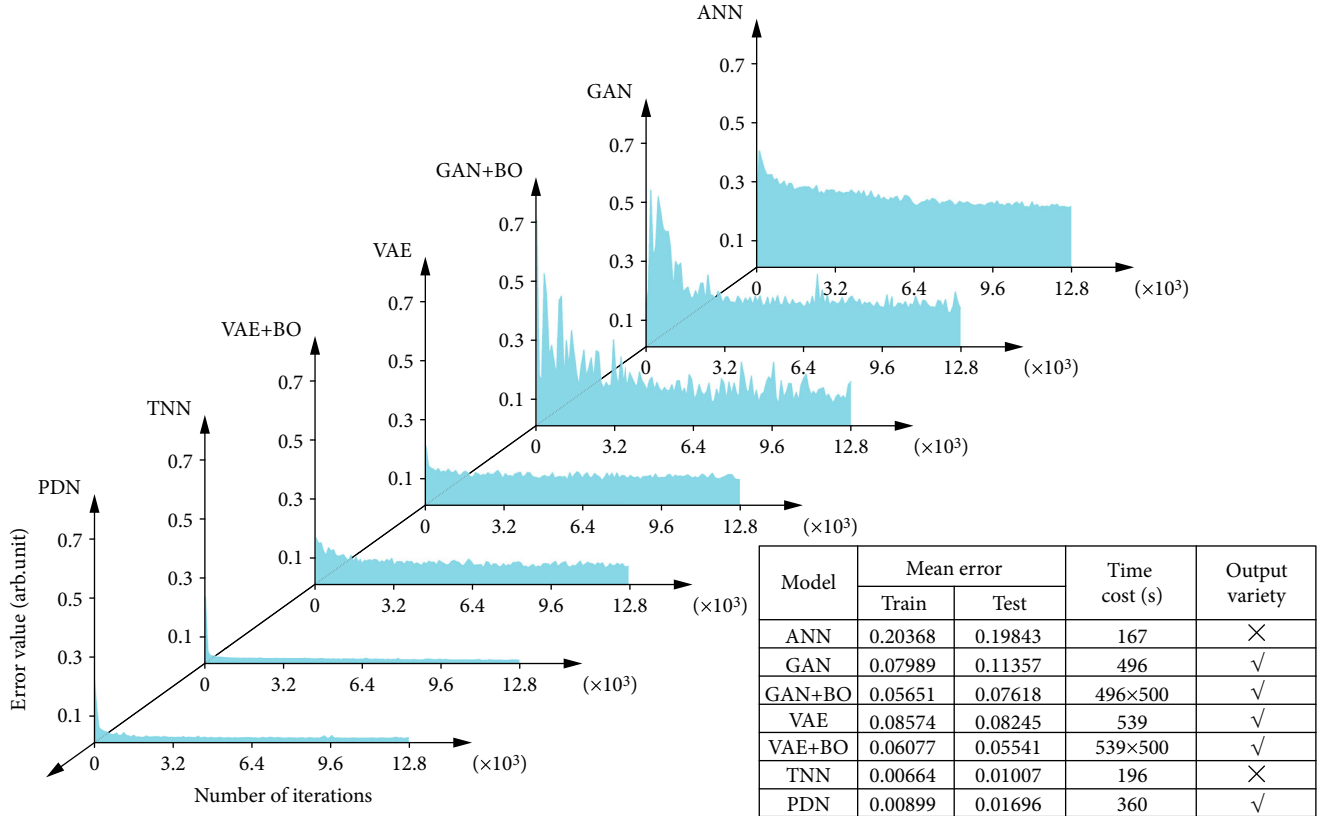 ANN
0.7
0.5
0.3
0.1
0 3.2 6.4 9.6 12.8 (×10³)
GAN
0.7
0.5
0.3
0.1
0 3.2 6.4 9.6 12.8 (×10³)
GAN+BO
0.7
0.5
0.3
0.1
0 3.2 6.4 9.6 12.8 (×10³)
VAE
0.7
0.5
0.3
0.1
0 3.2 6.4 9.6 12.8 (×10³)
VAE+BO
0.7
0.5
0.3
0.1
0 3.2 6.4 9.6 12.8 (×10³)
TNN
0.7
0.5
0.3
0.1
0 3.2 6.4 9.6 12.8 (×10³)
PDN
0.7
0.5
0.3
0.1
0 3.2 6.4 9.6 12.8 (×10³)
Error value (arb.unit)
Number of iterations
Model Mean error Time cost (s) Output variety
Train Test
ANN 0.20368 0.19843 167 ×
GAN 0.07989 0.11357 496 √
GAN+BO 0.05651 0.07618 496×500 √
VAE 0.08574 0.08245 539 √
VAE+BO 0.06077 0.05541 539×500 √
TNN 0.00664 0.01007 196 ×
PDN 0.00899 0.01696 360 √